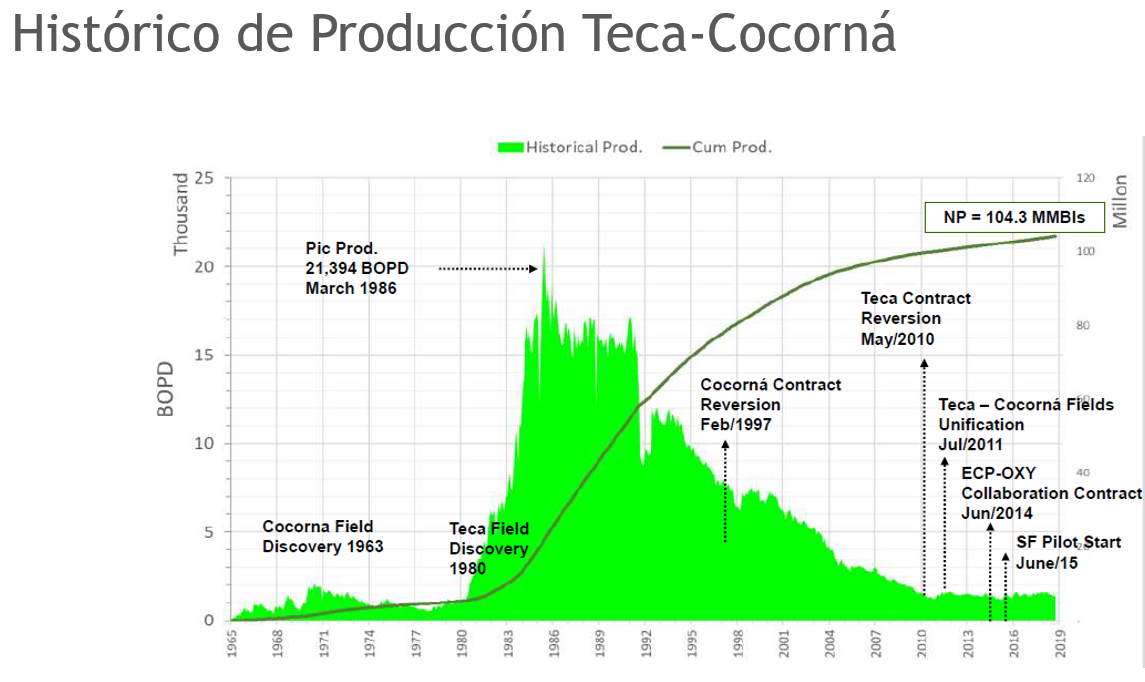 Histórico de Producción Teca-Cocorná
Historical Prod.
Cum Prod.
Thousand
BOPD
25
20
15
10
5
0
120
100
80
60
40
20
-
Millon
NP = 104.3 MMBls
Pic Prod.
21,394 BOPD
March 1986
Teca Contract
Reversion
May/2010
Cocorná Contract
Reversion
Feb/1997
Teca – Cocorná Fields
Unification
Jul/2011
ECP-OXY
Collaboration Contract
Jun/2014
SF Pilot Start
June/15
Cocorna Field
Discovery 1963
Teca Field
Discovery
1980
1965
1968
1971
1974
1977
1980
1983
1986
1989
1992
1995
1998
2001
2004
2007
2010
2013
2016
2019